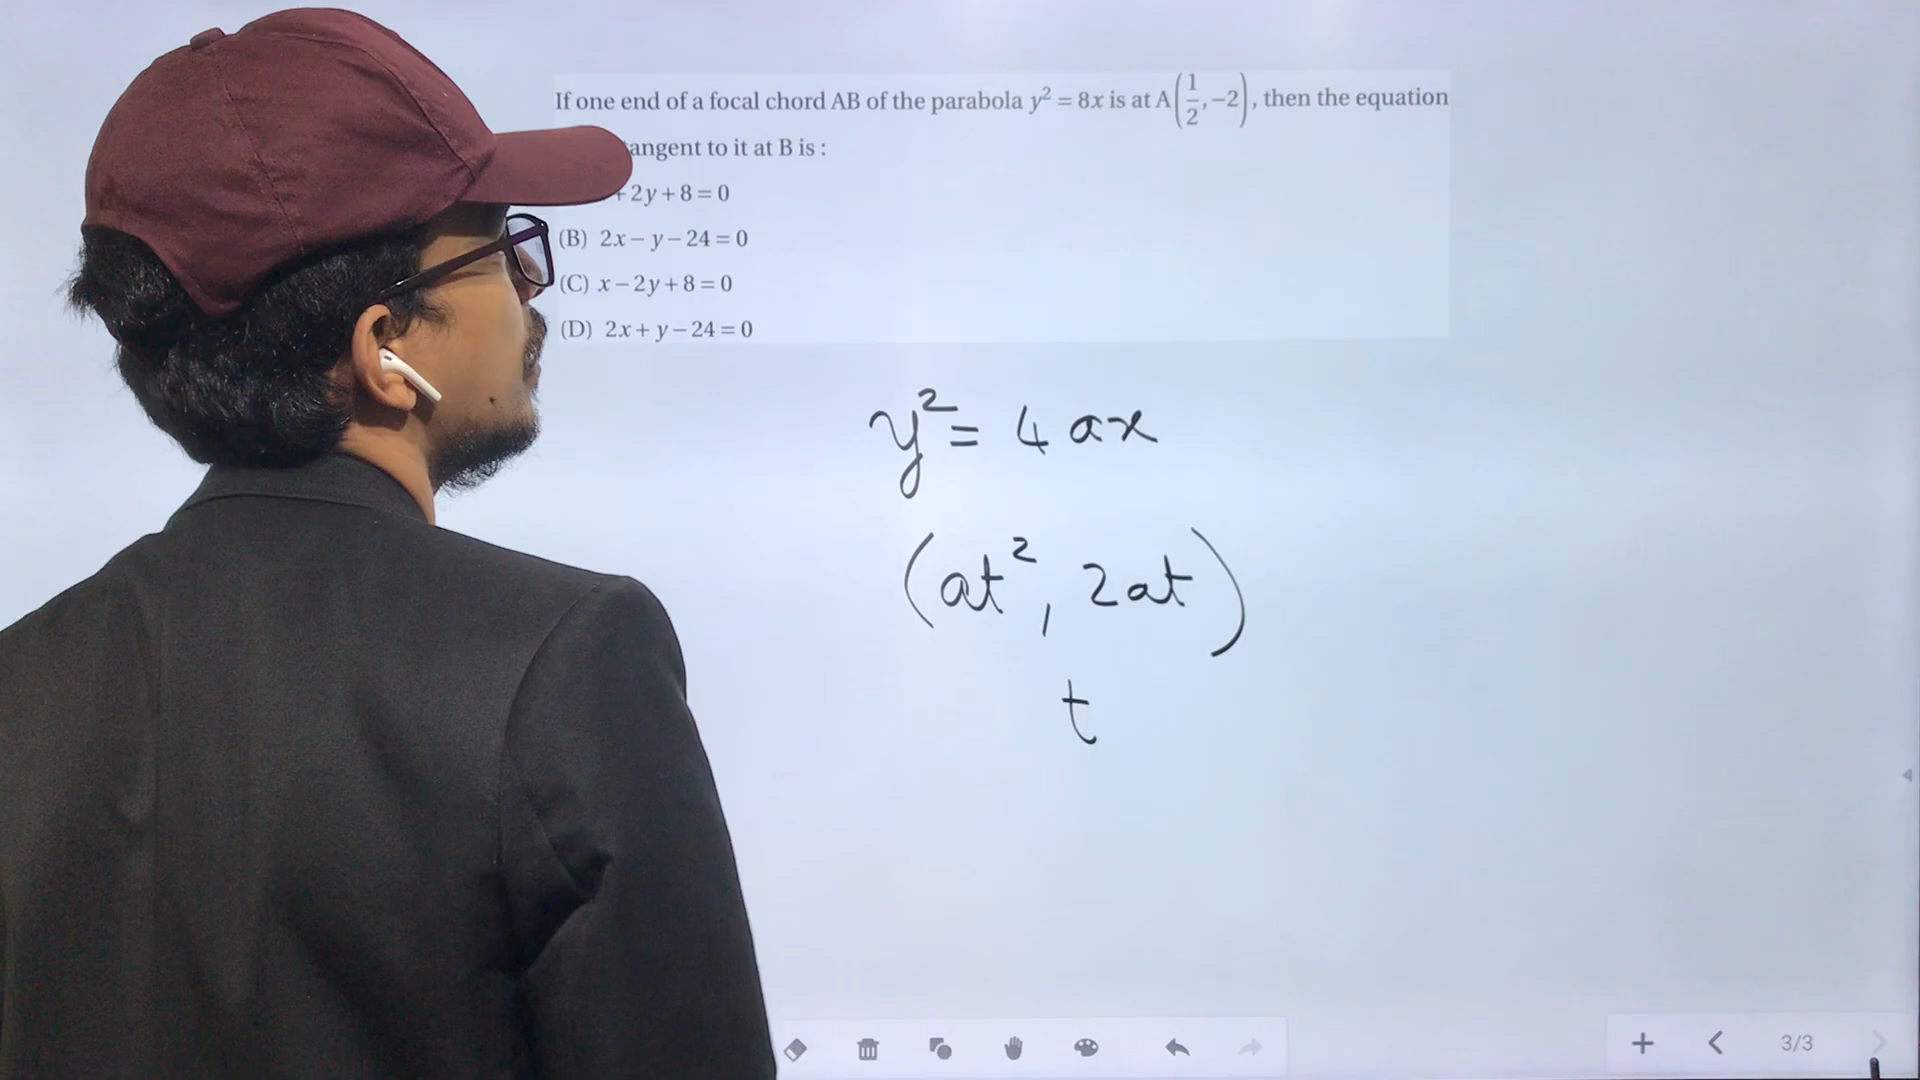 If one end of a focal chord AB of the parabola y² = 8x is at A(1/2, −2), then the equation
angent to it at B is :
+ 2y + 8 = 0
(B) 2x − y − 24 = 0
(C) x − 2y + 8 = 0
(D) 2x + y − 24 = 0
y² = 4ax
(at², 2at)
t
3/3